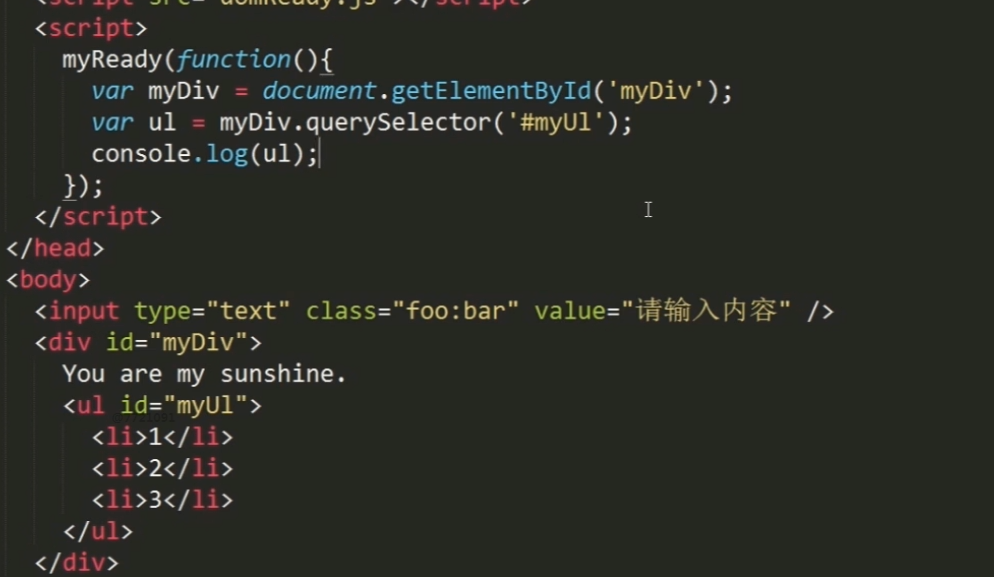 <script src="domReady.js"></script>
<script>
myReady(function(){
var myDiv = document.getElementById('myDiv');
var ul = myDiv.querySelector('#myUl');
console.log(ul);
});
</script>
</head>
<body>
<input type="text" class="foo:bar" value="请输入内容" />
<div id="myDiv">
You are my sunshine.
<ul id="myUl">
<li>1</li>
<li>2</li>
<li>3</li>
</ul>
</div>